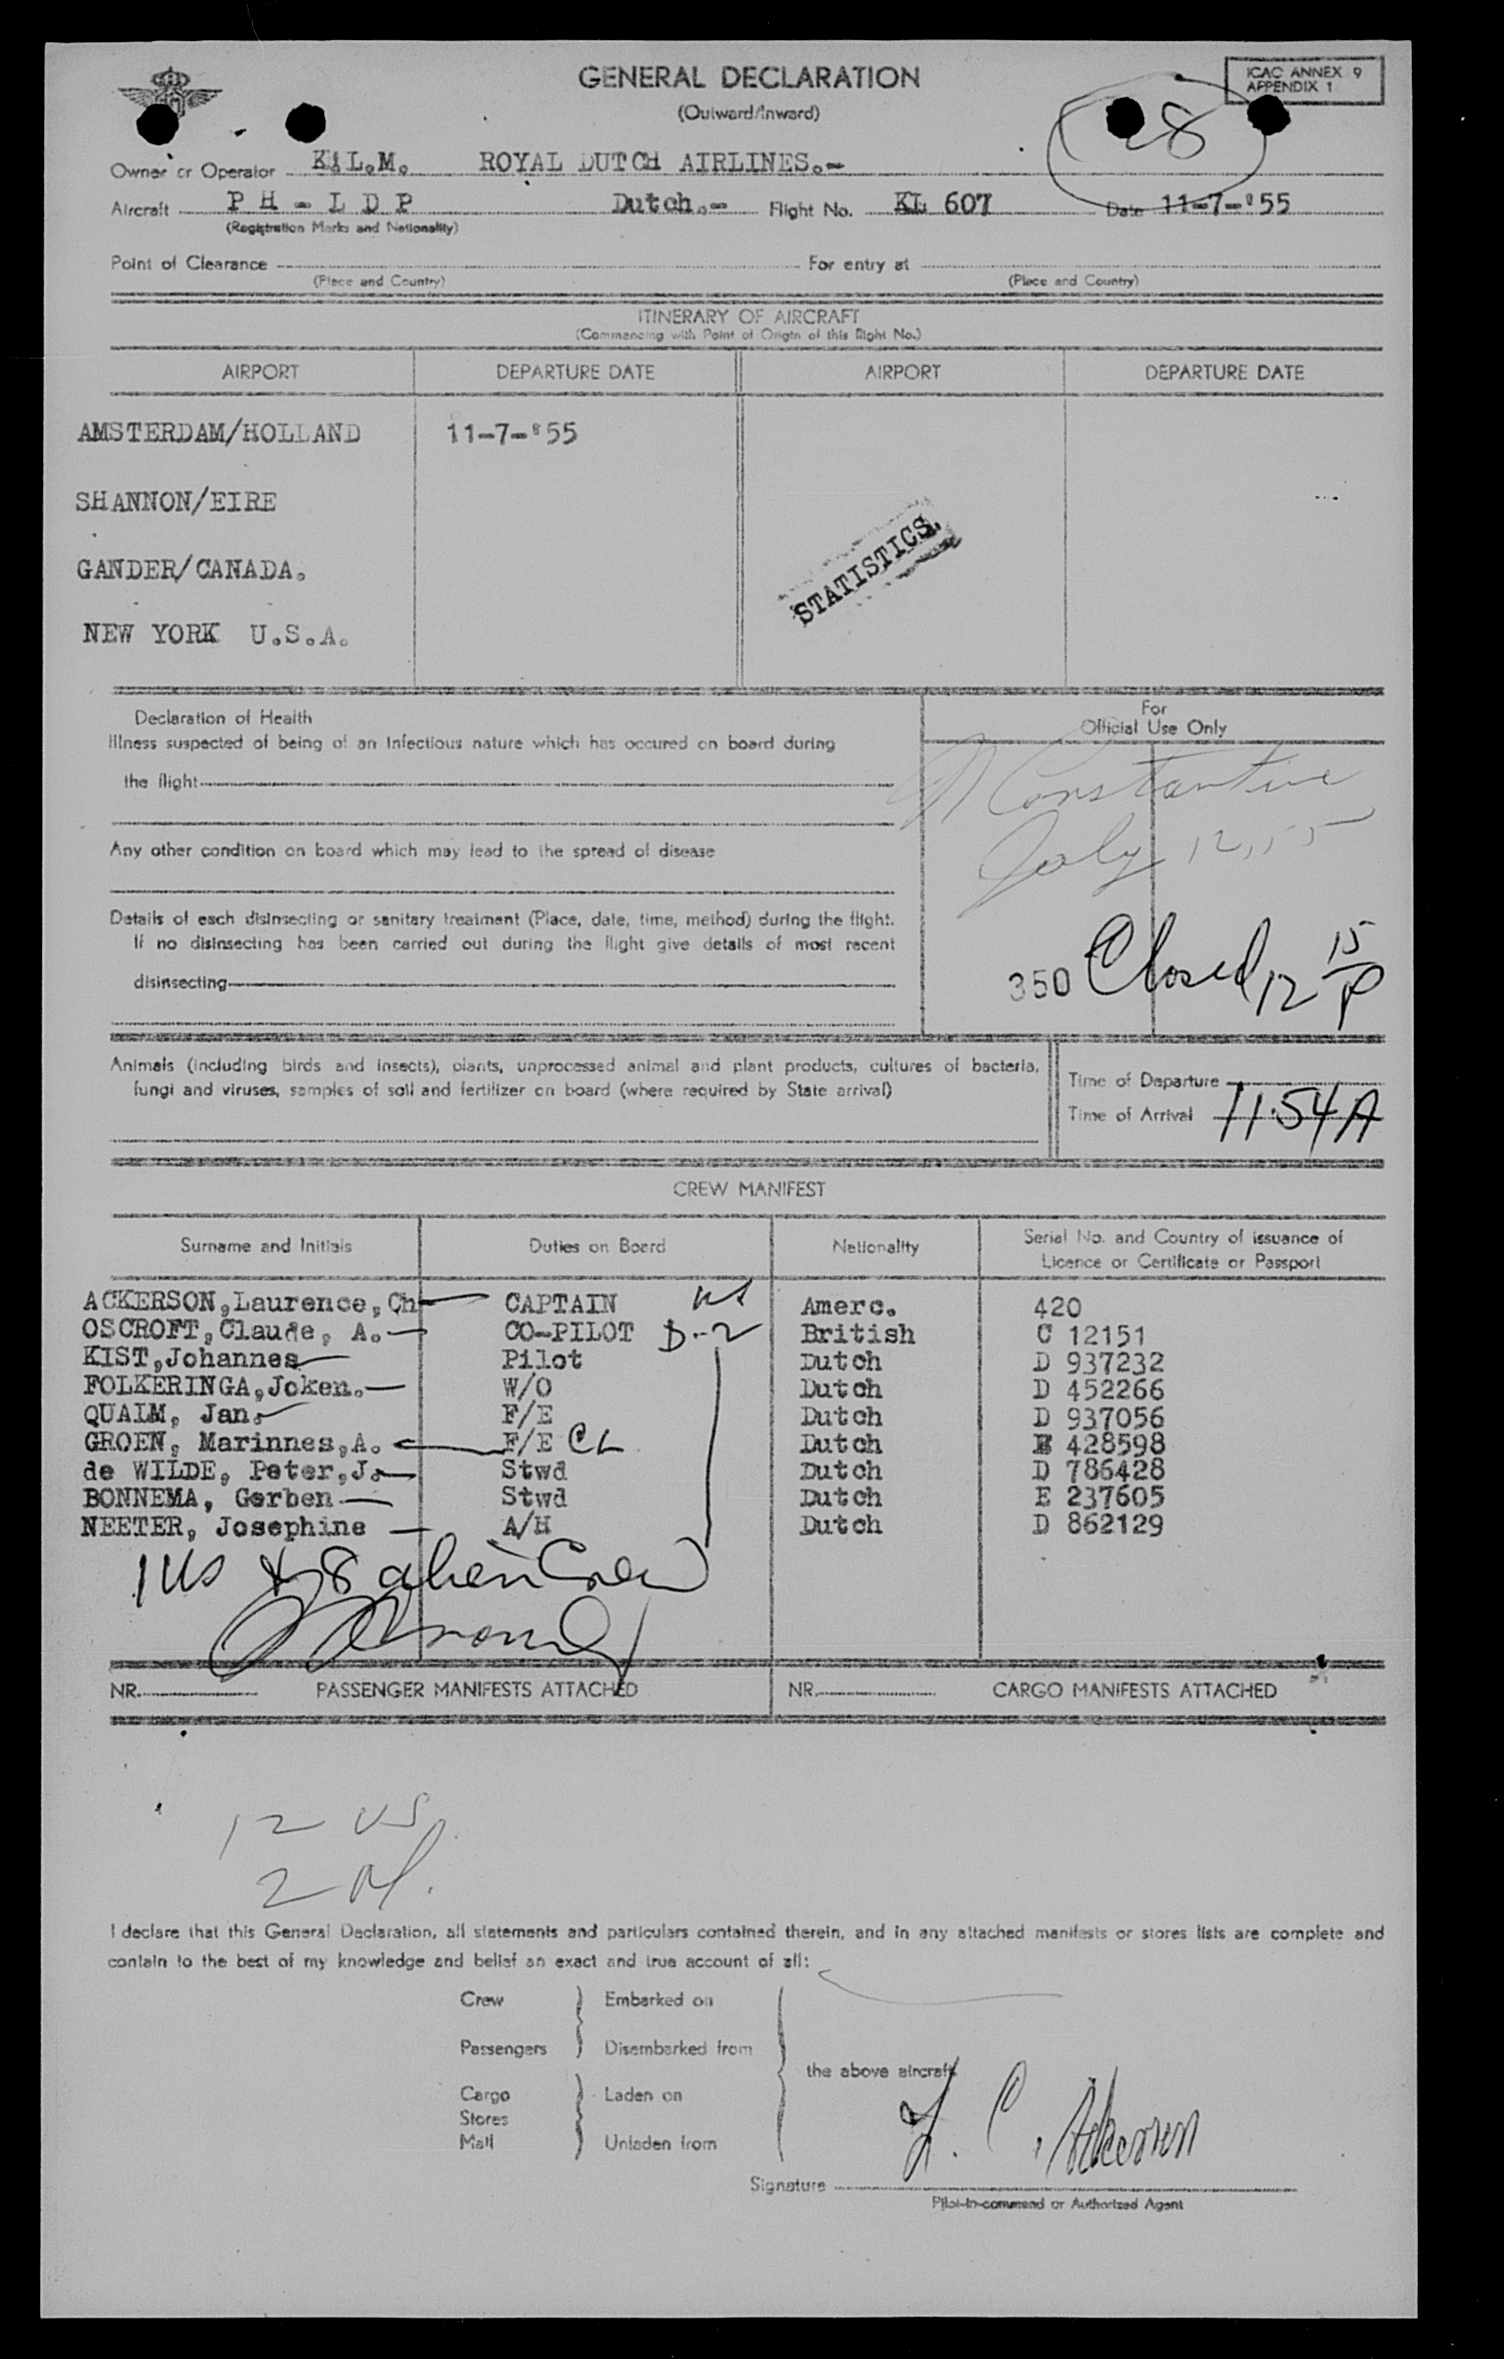 GENERAL DECLARATION
(Outward/Inward)
ICAO ANNEX 9
APPENDIX 1
28
Owner or Operator K.L.M. ROYAL DUTCH AIRLINES.-
Aircraft P H - L D P Dutch.- Flight No. KL 607 Date 11-7-'55
(Registration Marks and Nationality)
Point of Clearance For entry at
(Place and Country) (Place and Country)
ITINERARY OF AIRCRAFT
(Commencing with Point of Origin of this flight No.)
AIRPORT DEPARTURE DATE AIRPORT DEPARTURE DATE
AMSTERDAM/HOLLAND 11-7-'55
SHANNON/EIRE
GANDER/CANADA.
NEW YORK U.S.A.
STATISTICS
Declaration of Health
Illness suspected of being of an infectious nature which has occured on board during
the flight
Any other condition on board which may lead to the spread of disease
Details of each disinsecting or sanitary treatment (Place, date, time, method) during the flight.
If no disinsecting has been carried out during the flight give details of most recent
disinsecting
For
Official Use Only
Constantine
July 12, 55
350 Closed 12 15/P
Animals (including birds and insects), plants, unprocessed animal and plant products, cultures of bacteria,
fungi and viruses, samples of soil and fertilizer on board (where required by State arrival)
Time of Departure
Time of Arrival 11.54A
CREW MANIFEST
Surname and Initials Duties on Board Nationality Serial No. and Country of issuance of
Licence or Certificate or Passport
ACKERSON, Laurence, Ch CAPTAIN US Amerc. 420
OSCROFT, Claude, A. CO-PILOT D-2 British C 12151
KIST, Johannes Pilot Dutch D 937232
FOLKERINGA, Joken. W/O Dutch D 452266
QUAIM, Jan. F/E Dutch D 937056
GROEN, Marinnes, A. F/E CL Dutch E 428598
de WILDE, Peter, J. Stwd Dutch D 786428
BONNEMA, Gerben Stwd Dutch E 237605
NEETER, Josephine A/H Dutch D 862129
1 US & 8 alien Crew
NR. PASSENGER MANIFESTS ATTACHED NR. CARGO MANIFESTS ATTACHED
12 US.
I declare that this General Declaration, all statements and particulars contained therein, and in any attached manifests or stores lists are complete and
contain to the best of my knowledge and belief an exact and true account of all:
Crew Embarked on
Passengers Disembarked from
the above aircraft
Cargo Laden on
Stores
Mail Unladen from
L. C. Ackerson
Signature
Pilot-in-command or Authorized Agent